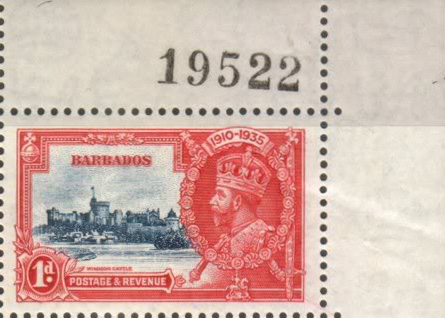 19522
1910-1935
BARBADOS
WINDSOR CASTLE
1d
POSTAGE & REVENUE